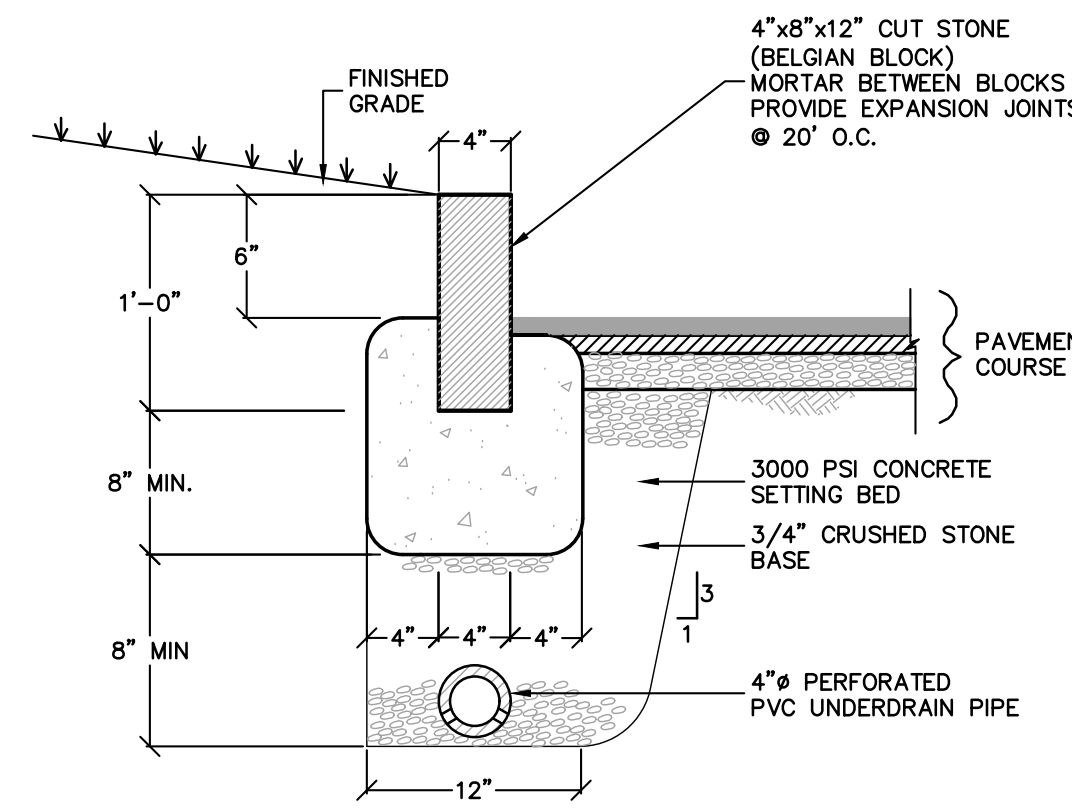 4"x8"x12" CUT STONE
(BELGIAN BLOCK)
MORTAR BETWEEN BLOCKS
PROVIDE EXPANSION JOINTS
@ 20' O.C.
FINISHED
GRADE
4"
6"
1'-0"
PAVEMEN
COURSE
8" MIN.
3000 PSI CONCRETE
SETTING BED
3/4" CRUSHED STONE
BASE
3
1
4" 4" 4"
8" MIN
4"ø PERFORATED
PVC UNDERDRAIN PIPE
12"